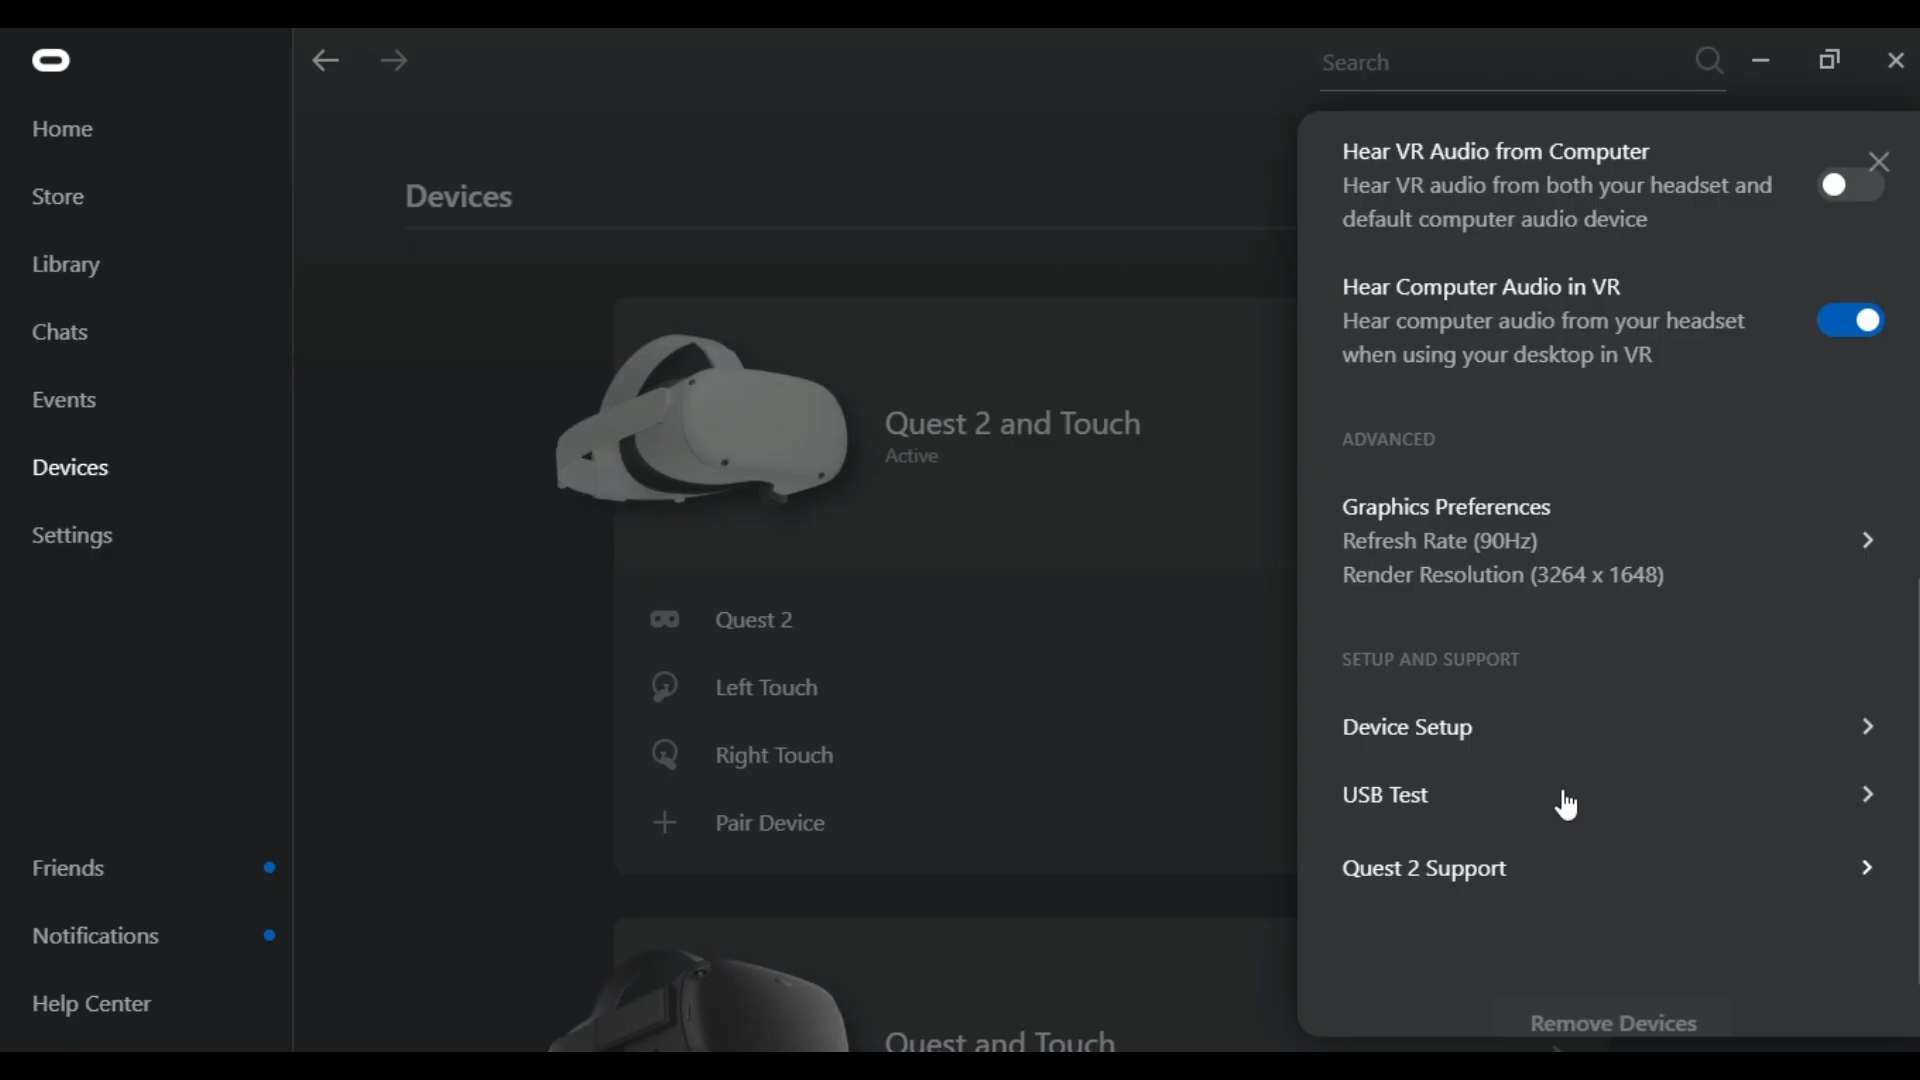 Search
Home
Store
Library
Chats
Events
Devices
Settings
Friends
Notifications
Help Center
Devices
Quest 2 and Touch
Active
Quest 2
Left Touch
Right Touch
Pair Device
Quest and Touch
Hear VR Audio from Computer
Hear VR audio from both your headset and
default computer audio device
Hear Computer Audio in VR
Hear computer audio from your headset
when using your desktop in VR
ADVANCED
Graphics Preferences
Refresh Rate (90Hz)
Render Resolution (3264 x 1648)
SETUP AND SUPPORT
Device Setup
USB Test
Quest 2 Support
Remove Devices